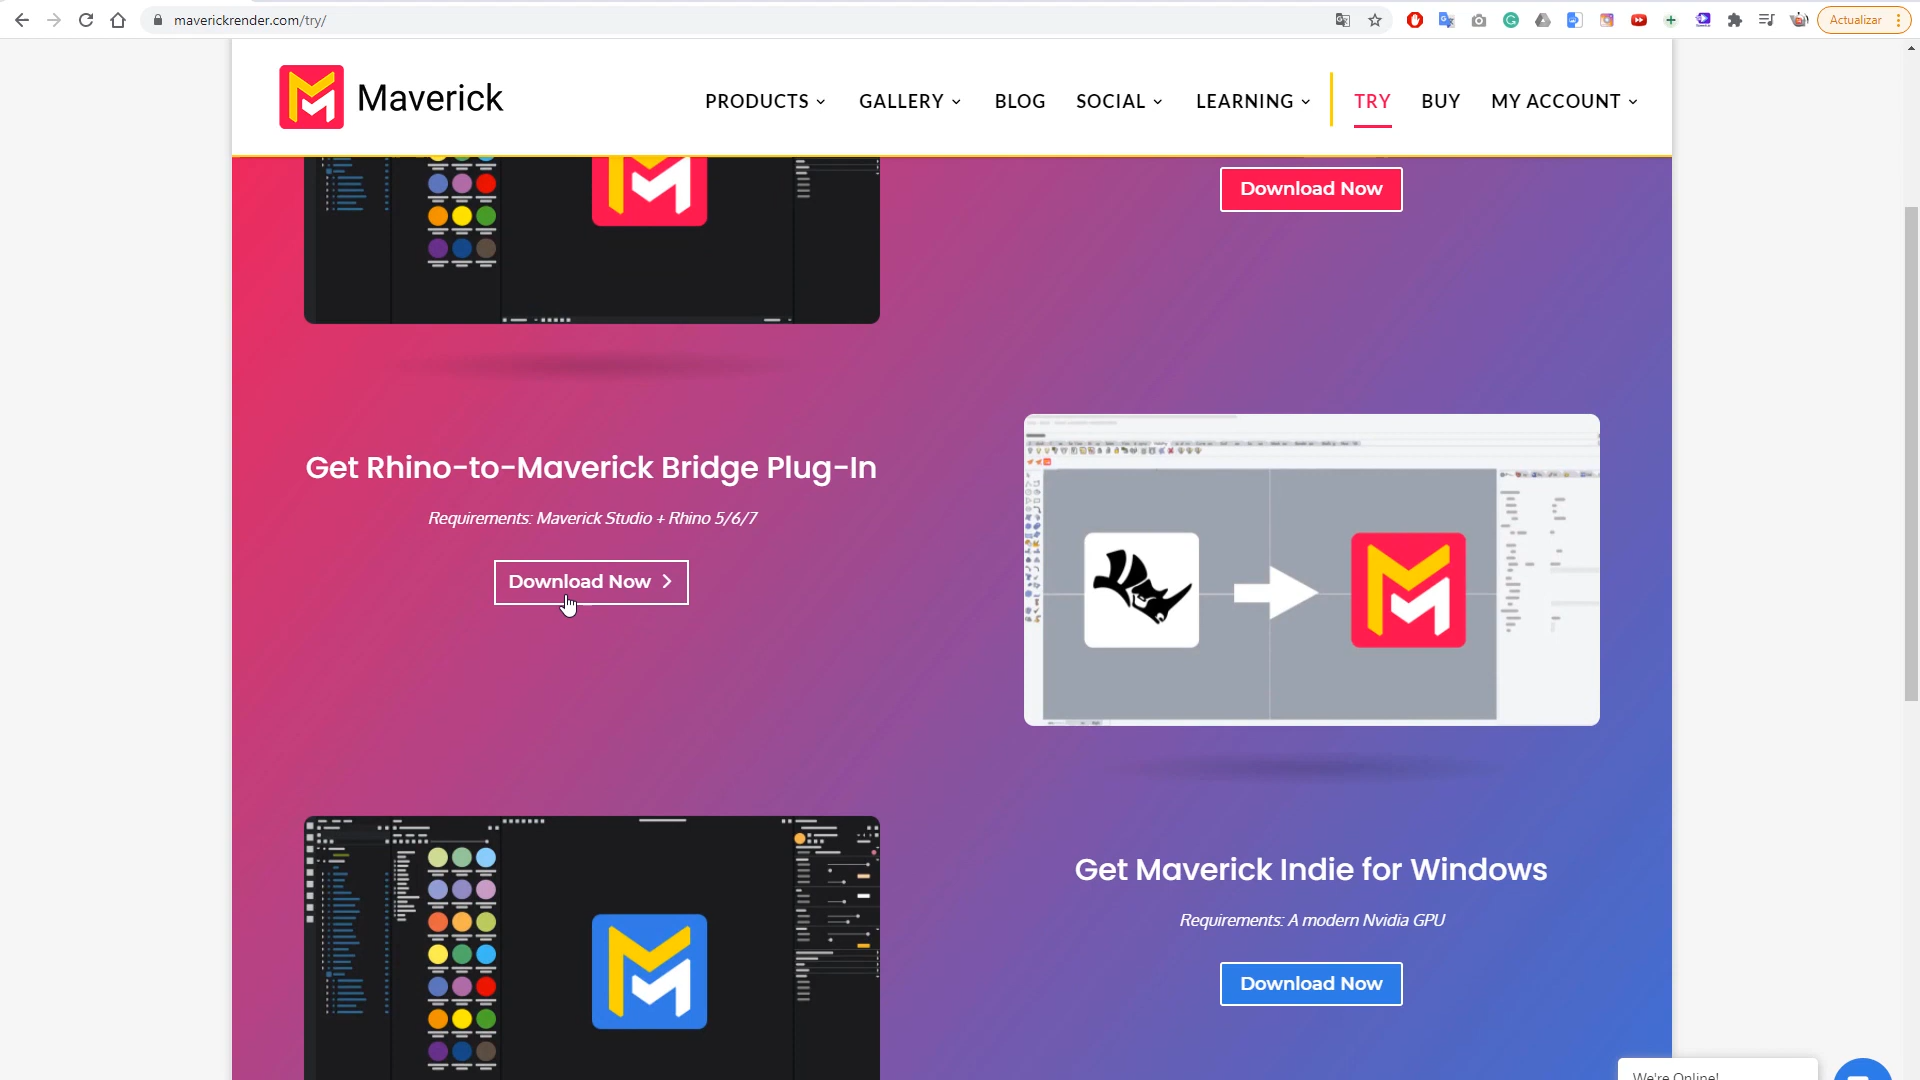 maverickrender.com/try/
Actualizar
Maverick
PRODUCTS
GALLERY
BLOG
SOCIAL
LEARNING
TRY
BUY
MY ACCOUNT
Download Now
Get Rhino-to-Maverick Bridge Plug-In
Requirements: Maverick Studio + Rhino 5/6/7
Download Now
Get Maverick Indie for Windows
Requirements: A modern Nvidia GPU
Download Now
We're Online!